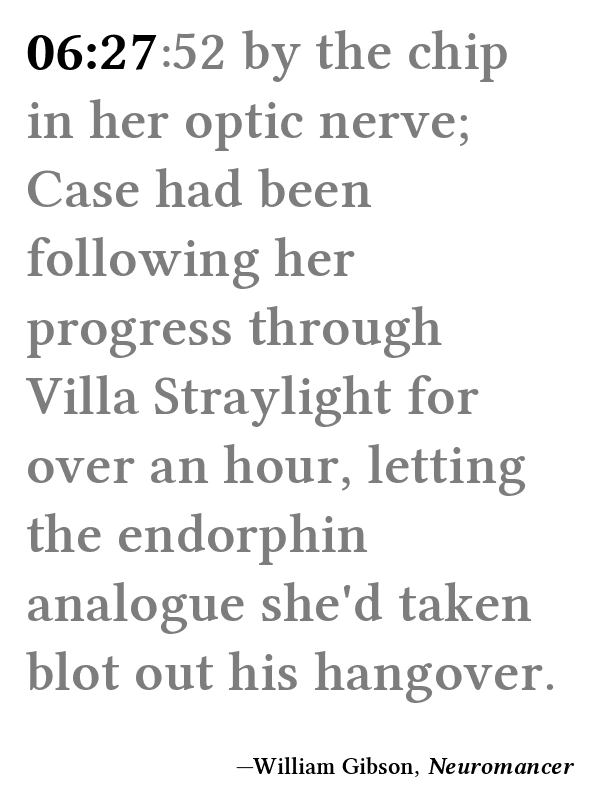 06:27:52 by the chip
in her optic nerve;
Case had been
following her
progress through
Villa Straylight for
over an hour, letting
the endorphin
analogue she'd taken
blot out his hangover.
—William Gibson, Neuromancer